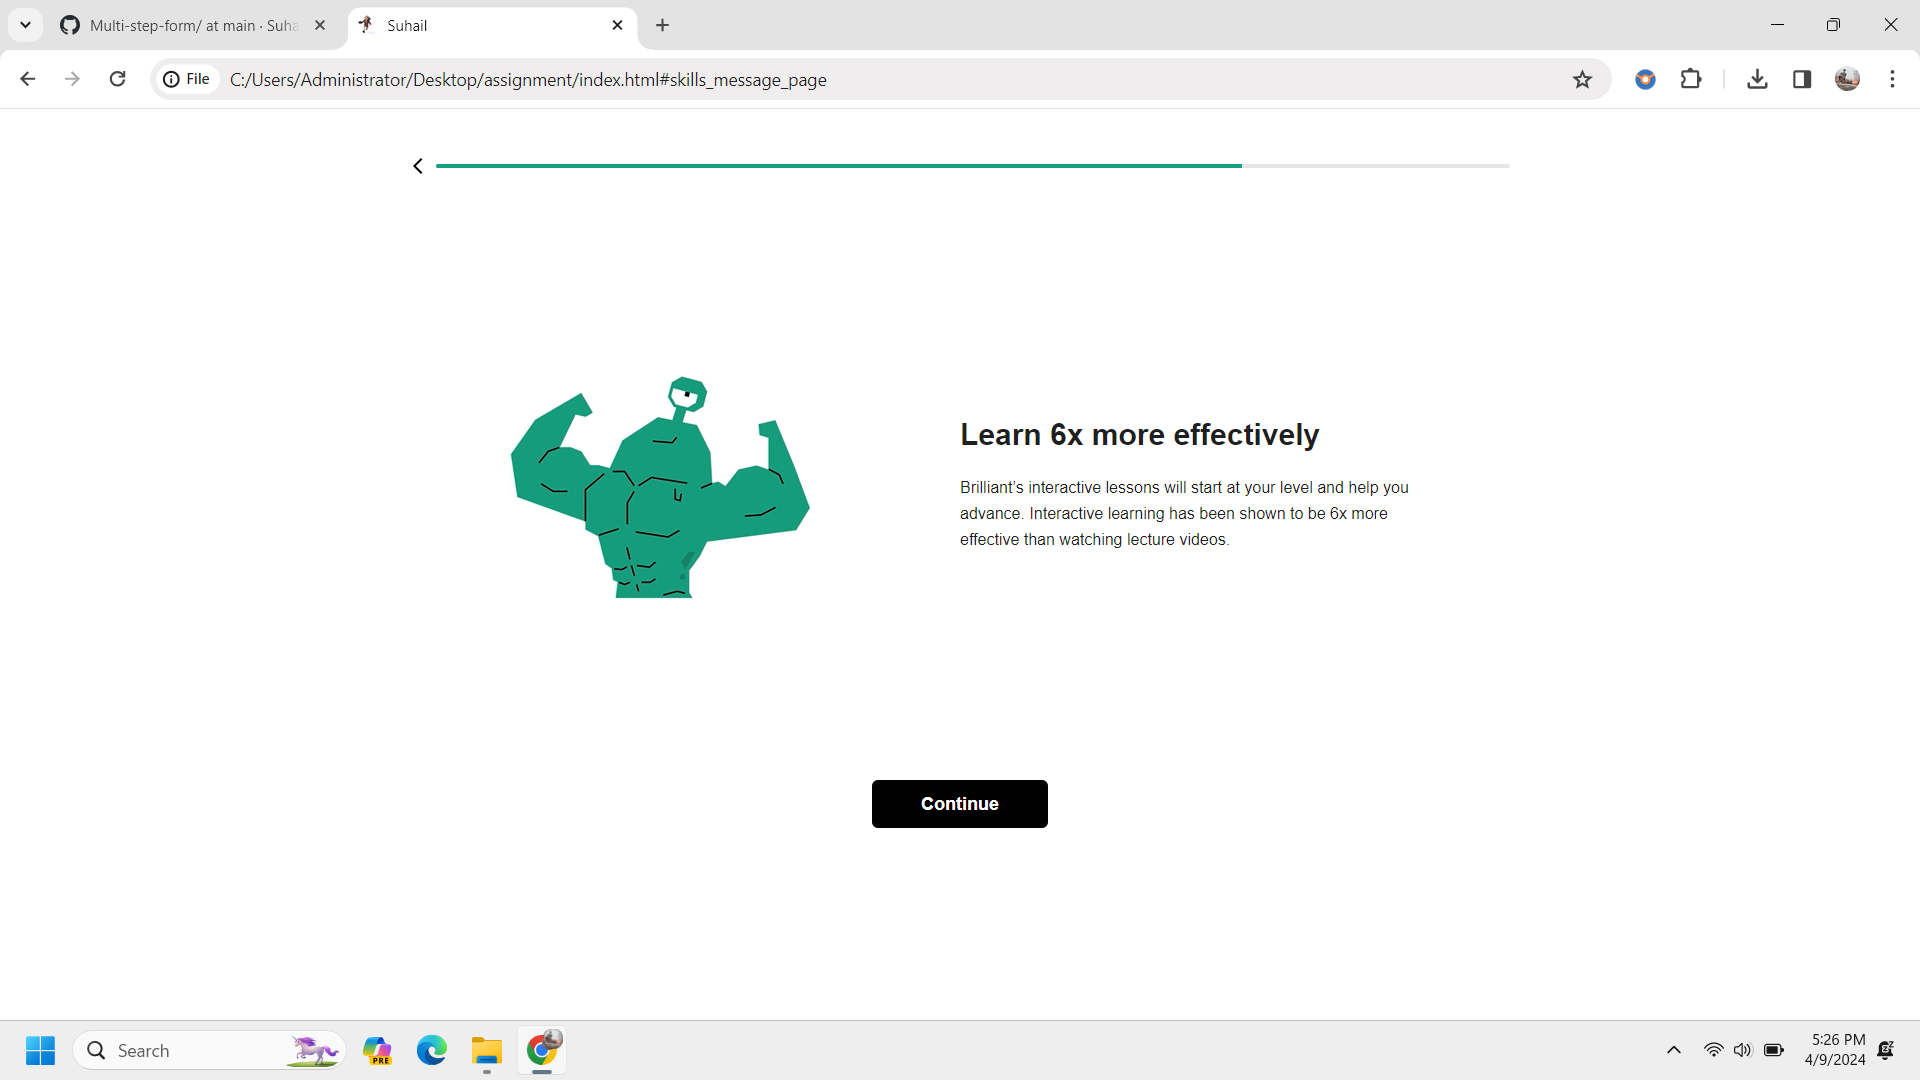 Multi-step-form/ at main · Suha
Suhail
File
C:/Users/Administrator/Desktop/assignment/index.html#skills_message_page
Learn 6x more effectively
Brilliant’s interactive lessons will start at your level and help you
advance. Interactive learning has been shown to be 6x more
effective than watching lecture videos.
Continue
Search
PRE
5:26 PM
4/9/2024